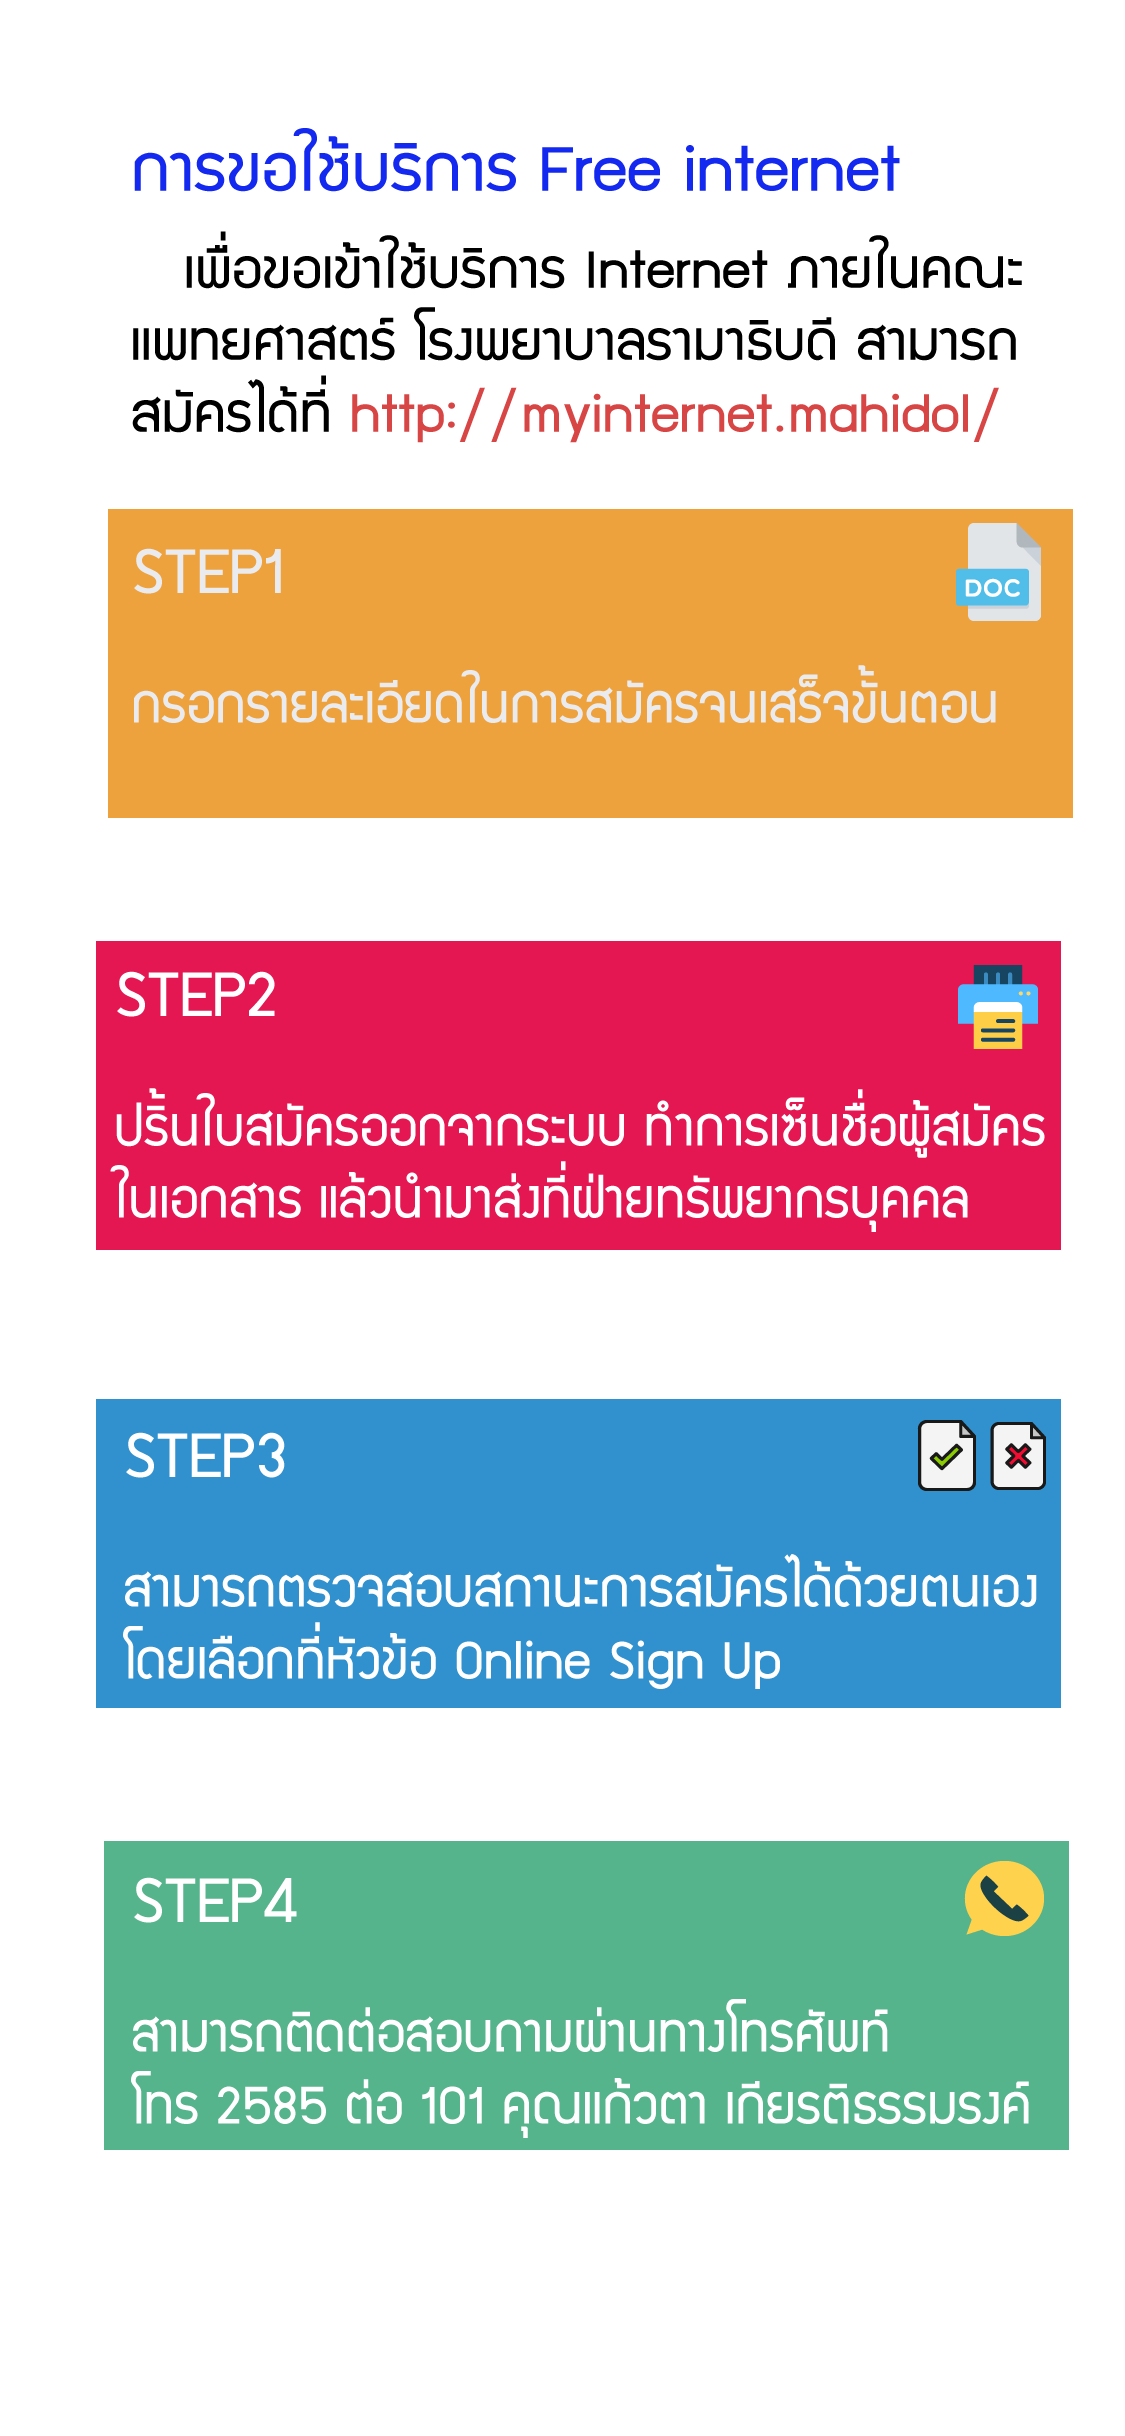 การขอใช้บริการ Free internet
เพื่อขอเข้าใช้บริการ Internet ภายในคณะ
แพทยศาสตร์ โรงพยาบาลรามาธิบดี สามารถ
สมัครได้ที่ http://myinternet.mahidol/
STEP1
DOC
กรอกรายละเอียดในการสมัครจนเสร็จขั้นตอน
STEP2
ปริ้นใบสมัครออกจากระบบ ทำการเซ็นชื่อผู้สมัคร
ในเอกสาร แล้วนำมาส่งที่ฝ่ายทรัพยากรบุคคล
STEP3
สามารถตรวจสอบสถานะการสมัครได้ด้วยตนเอง
โดยเลือกที่หัวข้อ Online Sign Up
STEP4
สามารถติดต่อสอบถามผ่านทางโทรศัพท์
โทร 2585 ต่อ 101 คุณแก้วตา เกียรติธรรมรงค์